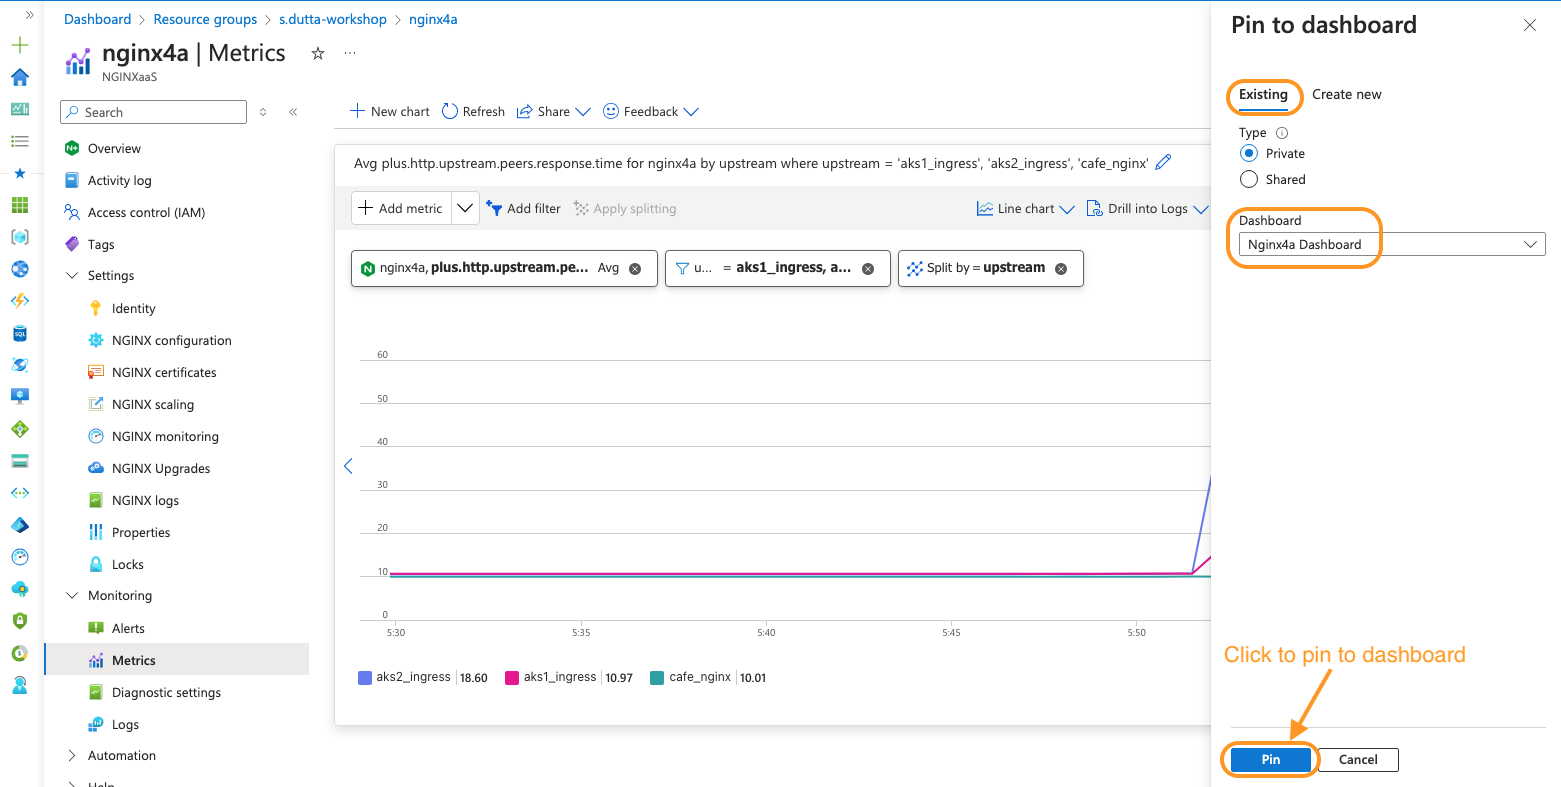 Dashboard > Resource groups > s.dutta-workshop > nginx4a
nginx4a | Metrics
NGINXaaS
Search
Overview
Activity log
Access control (IAM)
Tags
Settings
Identity
NGINX configuration
NGINX certificates
NGINX scaling
NGINX monitoring
NGINX Upgrades
NGINX logs
Properties
Locks
Monitoring
Alerts
Metrics
Diagnostic settings
Logs
Automation
Help
New chart Refresh Share Feedback
Avg plus.http.upstream.peers.response.time for nginx4a by upstream where upstream = 'aks1_ingress', 'aks2_ingress', 'cafe_nginx'
Add metric Add filter Apply splitting Line chart Drill into Logs
nginx4a, plus.http.upstream.pe... Avg u... = aks1_ingress, a... Split by = upstream
60
50
40
30
20
10
0
5:30 5:35 5:40 5:45 5:50
aks2_ingress 18.60 aks1_ingress 10.97 cafe_nginx 10.01
Pin to dashboard
Existing Create new
Type
Private
Shared
Dashboard
Nginx4a Dashboard
Click to pin to dashboard
Pin Cancel